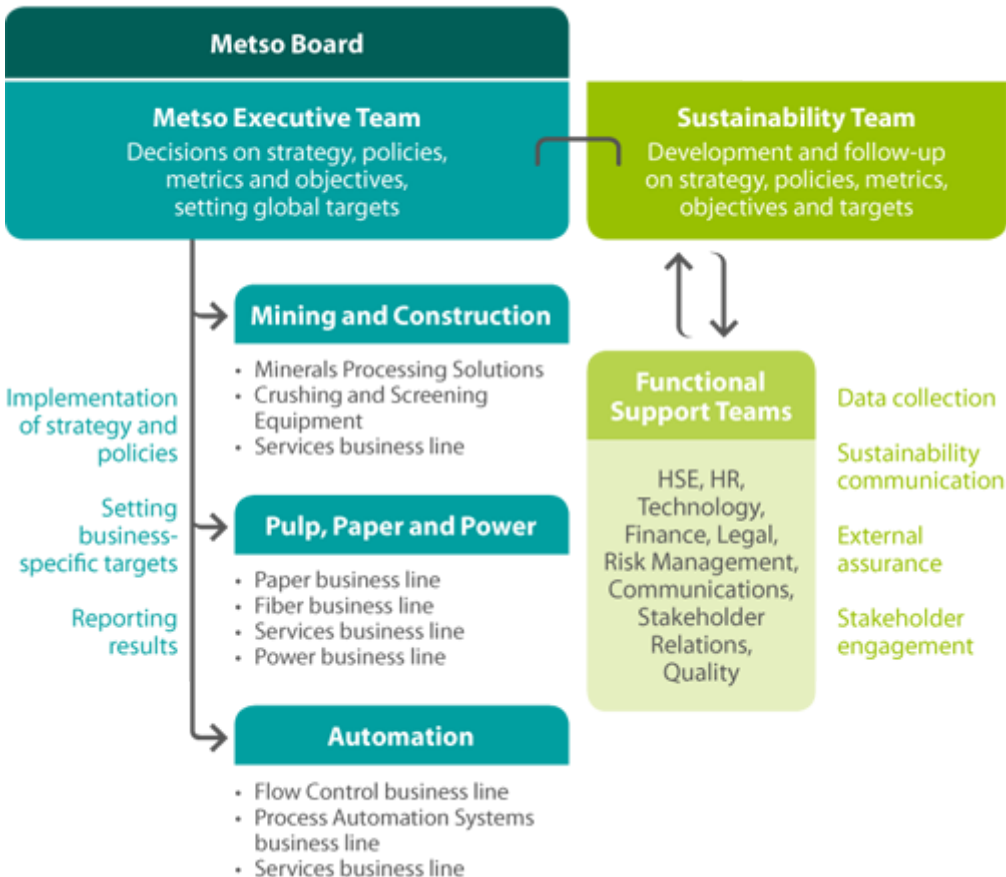 Metso Board
Metso Executive Team
Decisions on strategy, policies,
metrics and objectives,
setting global targets
Sustainability Team
Development and follow-up
on strategy, policies, metrics,
objectives and targets
Implementation
of strategy and
policies
Setting
business-
specific targets
Reporting
results
Mining and Construction
• Minerals Processing Solutions
• Crushing and Screening
Equipment
• Services business line
Pulp, Paper and Power
• Paper business line
• Fiber business line
• Services business line
• Power business line
Automation
• Flow Control business line
• Process Automation Systems
business line
• Services business line
Functional
Support Teams
HSE, HR,
Technology,
Finance, Legal,
Risk Management,
Communications,
Stakeholder
Relations,
Quality
Data collection
Sustainability
communication
External
assurance
Stakeholder
engagement